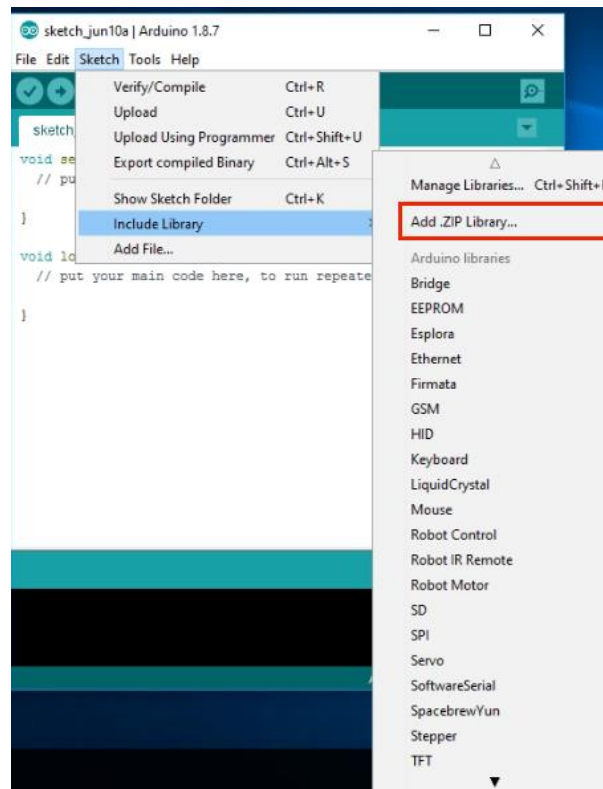 sketch_jun10a | Arduino 1.8.7
File Edit Sketch Tools Help
sketch
Verify/Compile Ctrl+R
Upload Ctrl+U
Upload Using Programmer Ctrl+Shift+U
Export compiled Binary Ctrl+Alt+S
Show Sketch Folder Ctrl+K
Include Library
Add File...
void se
// pu
}
void lo
// put your main code here, to run repeate
}
Manage Libraries... Ctrl+Shift+
Add .ZIP Library...
Arduino libraries
Bridge
EEPROM
Esplora
Ethernet
Firmata
GSM
HID
Keyboard
LiquidCrystal
Mouse
Robot Control
Robot IR Remote
Robot Motor
SD
SPI
Servo
SoftwareSerial
SpacebrewYun
Stepper
TFT